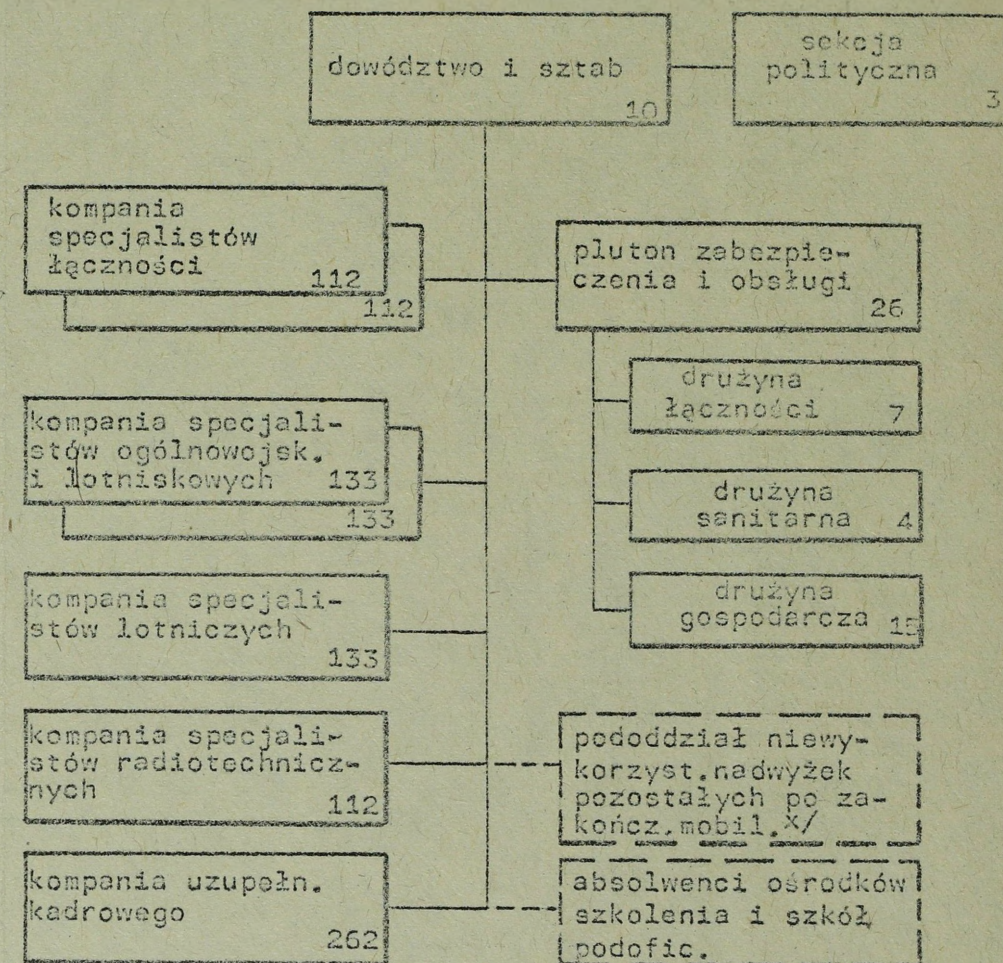 dowództwo i sztab
10
sekcja
polityczna
3
kompania
specjalistów
łączności
112
112
pluton zabezpie-
czenia i obsługi
26
drużyna
łączności 7
drużyna
sanitarna 4
drużyna
gospodarcza 15
kompania specjali-
stów ogólnowojsk.
i lotniskowych 133
133
kompania specjali-
stów lotniczych
133
kompania specjali-
stów radiotechnicz-
nych
112
pododdział niewy-
korzyst.nadwyżek
pozostałych po za-
kończ.mobil.x/
kompania uzupełn.
kadrowego
262
absolwenci ośrodków
szkolenia i szkół
podofic.